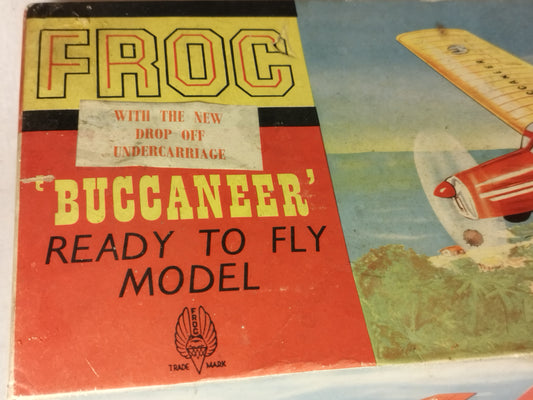 FROG
WITH THE NEW
DROP OFF
UNDERCARRIAGE
'BUCCANEER'
READY TO FLY
MODEL
FROG
TRADE MARK